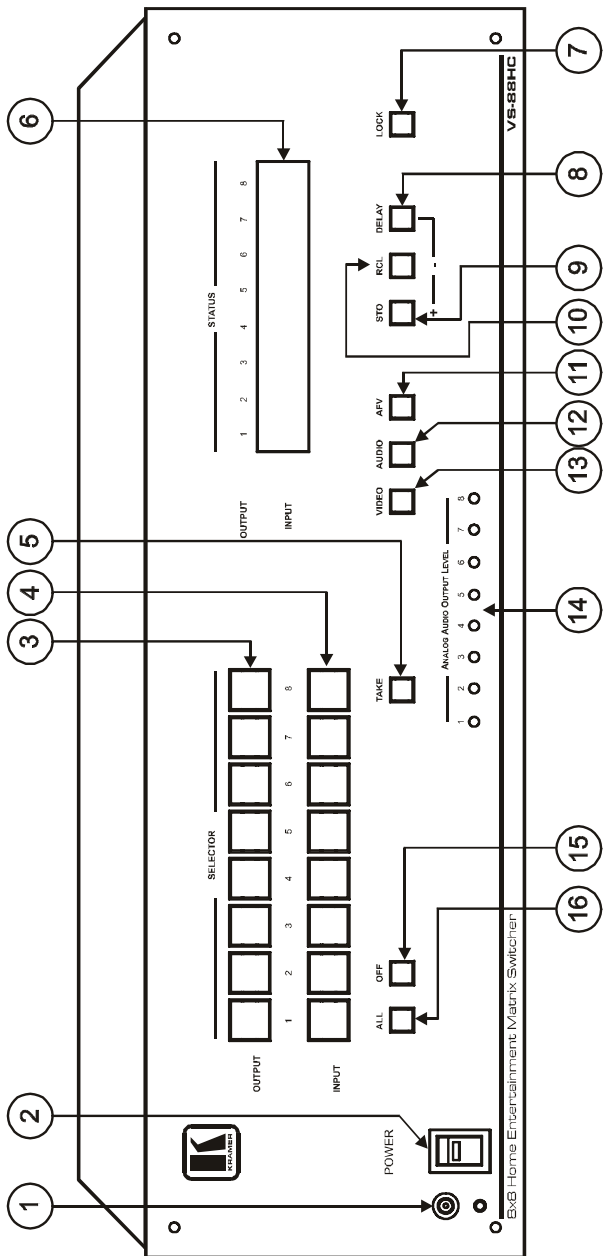 1 2 3 4 5 6
STATUS
1 2 3 4 5 6 7 8
OUTPUT
INPUT
SELECTOR
OUTPUT
1 2 3 4 5 6 7 8
INPUT
KRAMER
POWER
ALL OFF TAKE VIDEO AUDIO AFV STO RCL DELAY LOCK
+ -
1 2 3 4 5 6 7 8
ANALOG AUDIO OUTPUT LEVEL
8x8 Home Entertainment Matrix Switcher
VS-88HC
16 15 14 13 12 11 10 9 8 7